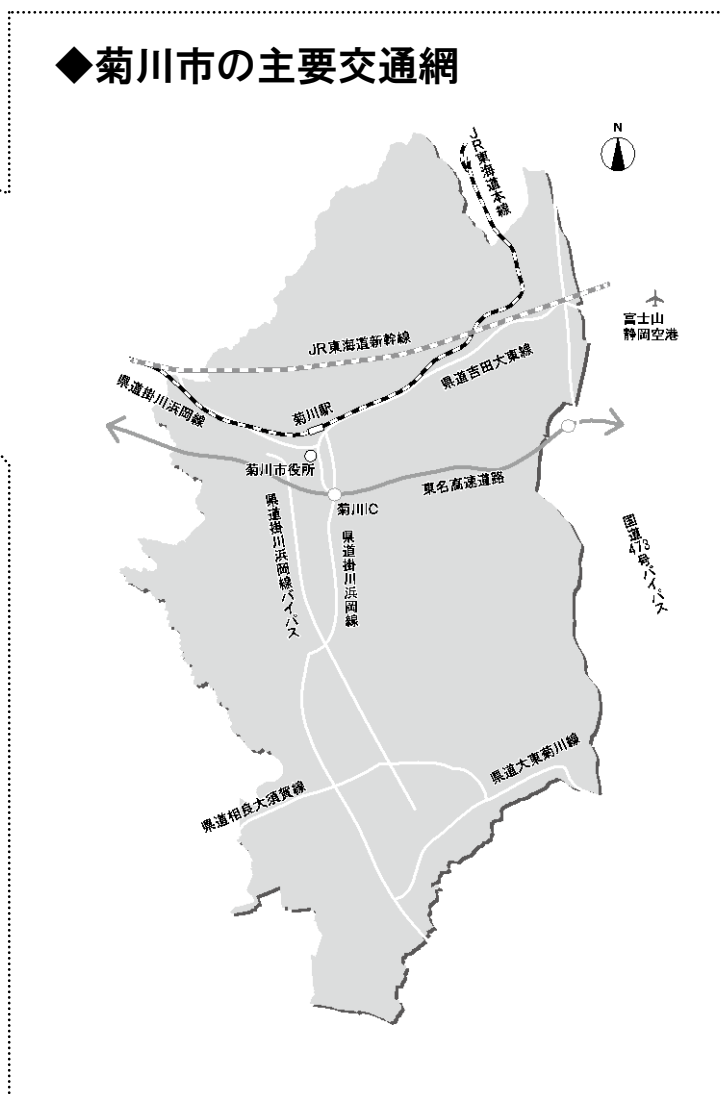 ◆菊川市の主要交通網
N
JR東海道本線
富士山
静岡空港
JR東海道新幹線
県道吉田大東線
県道掛川浜岡線
菊川駅
菊川市役所
東名高速道路
菊川IC
県道掛川浜岡線バイパス
県道掛川浜岡線
国道473号バイパス
県道大東菊川線
県道相良大須賀線